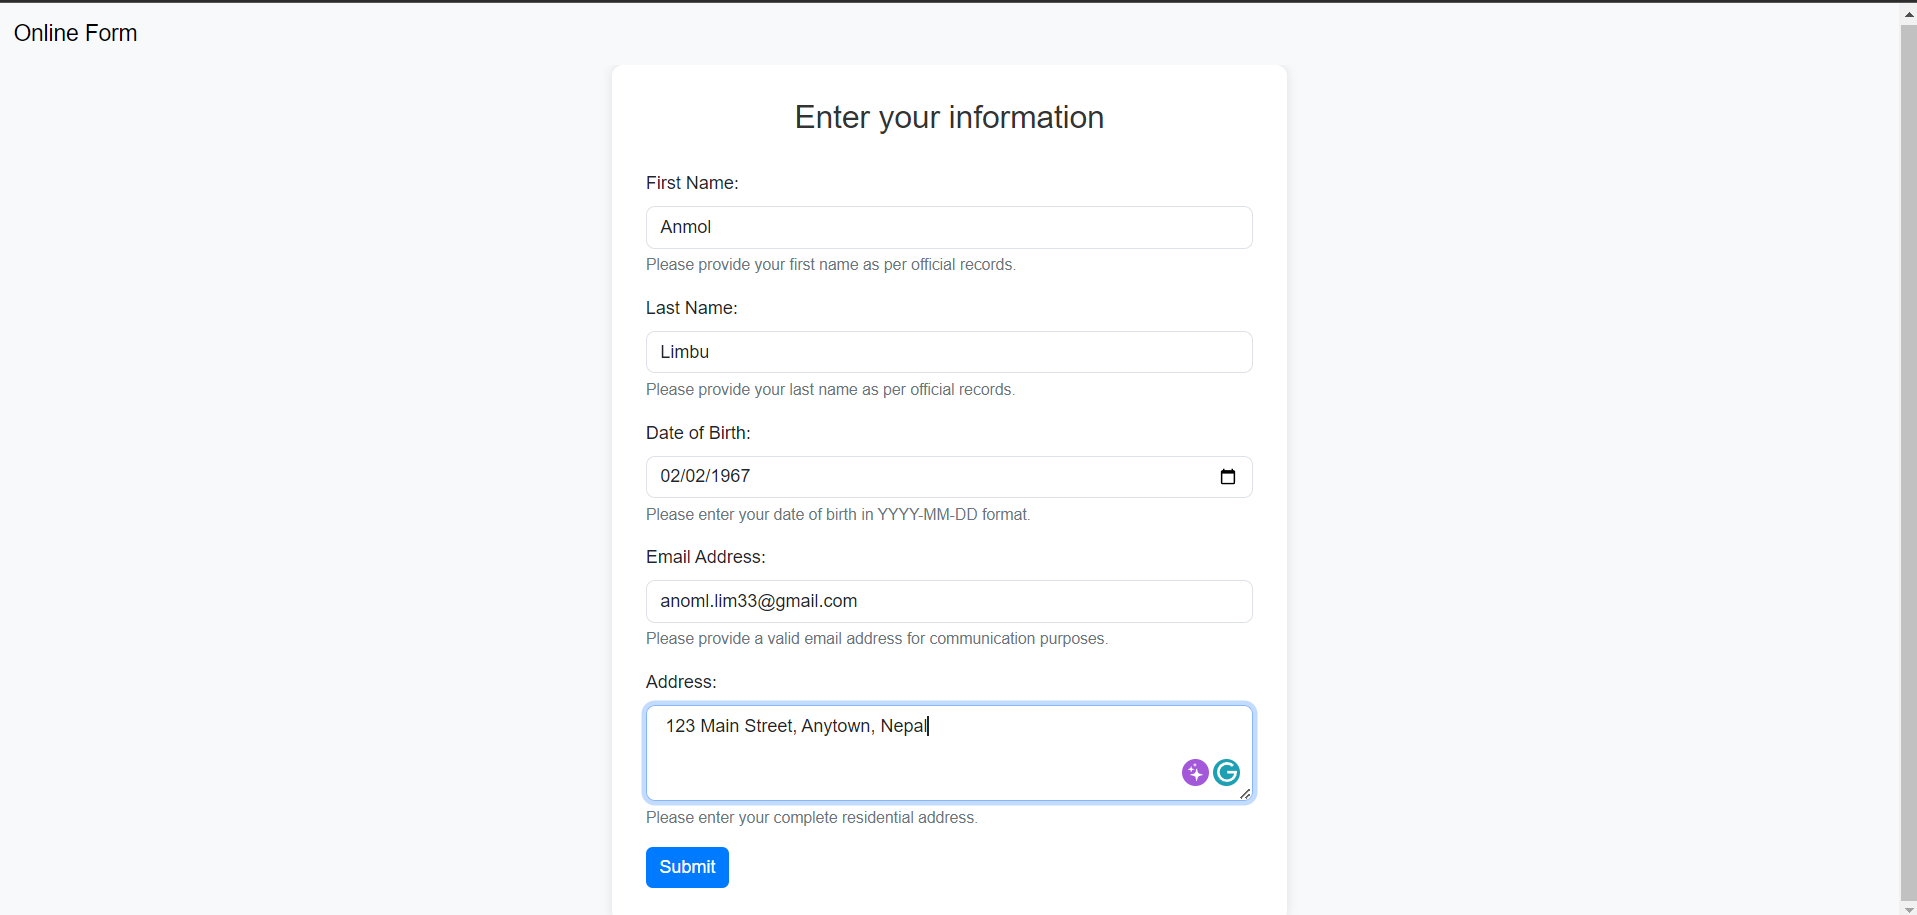 Online Form
Enter your information
First Name:
Anmol
Please provide your first name as per official records.
Last Name:
Limbu
Please provide your last name as per official records.
Date of Birth:
02/02/1967
Please enter your date of birth in YYYY-MM-DD format.
Email Address:
anoml.lim33@gmail.com
Please provide a valid email address for communication purposes.
Address:
123 Main Street, Anytown, Nepal
Please enter your complete residential address.
Submit